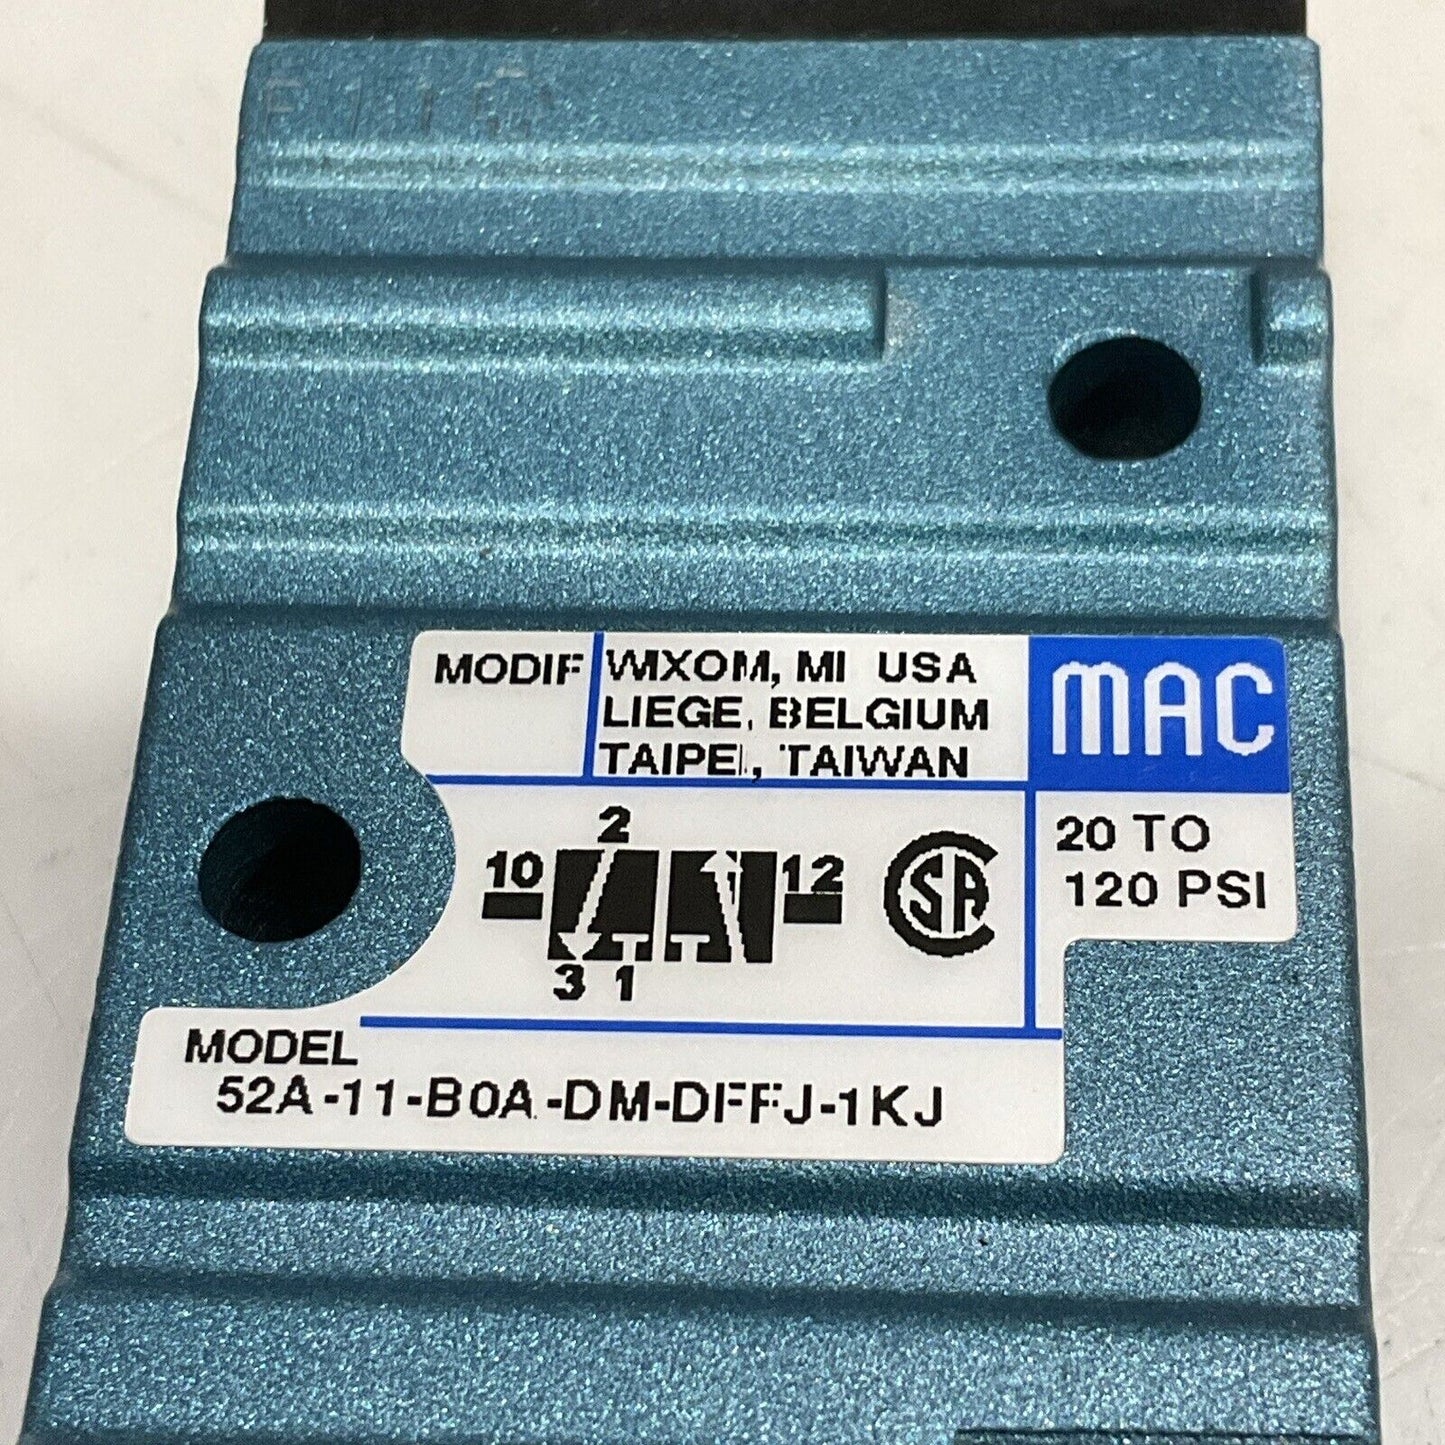 MODIF
WIXOM, MI USA
LIEGE, BELGIUM
TAIPEI, TAIWAN
MAC
2
10
12
3 1
SA
20 TO
120 PSI
MODEL
52A-11-B0A-DM-DFFJ-1KJ